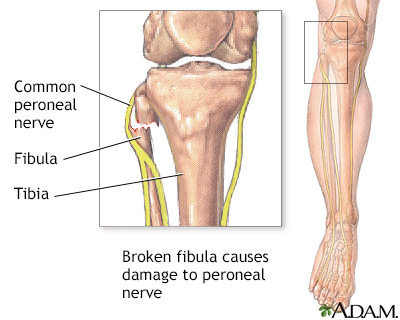 Common
peroneal
nerve
Fibula
Tibia
Broken fibula causes
damage to peroneal
nerve
A.D.A.M.